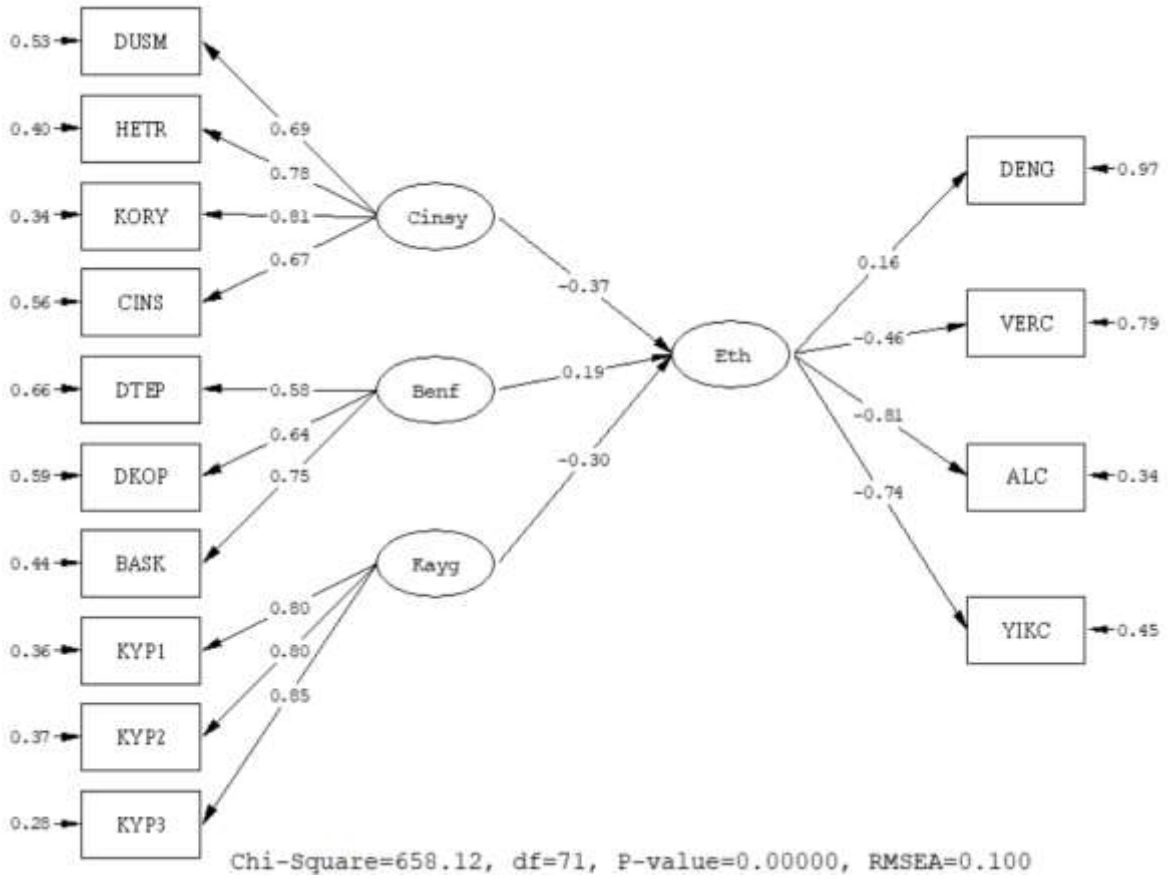 0.53 DUSM
0.40 HETR
0.34 KORY
0.56 CINS
0.66 DTEP
0.59 DKOP
0.44 BASK
0.36 KYP1
0.37 KYP2
0.28 KYP3
0.69
0.78
0.81
0.67
0.58
0.64
0.75
0.80
0.80
0.85
Cinsy
Benf
Kayg
-0.37
0.19
-0.30
Eth
0.16
-0.46
-0.81
-0.74
DENG 0.97
VERC 0.79
ALC 0.34
YIKC 0.45
Chi-Square=658.12, df=71, P-value=0.00000, RMSEA=0.100